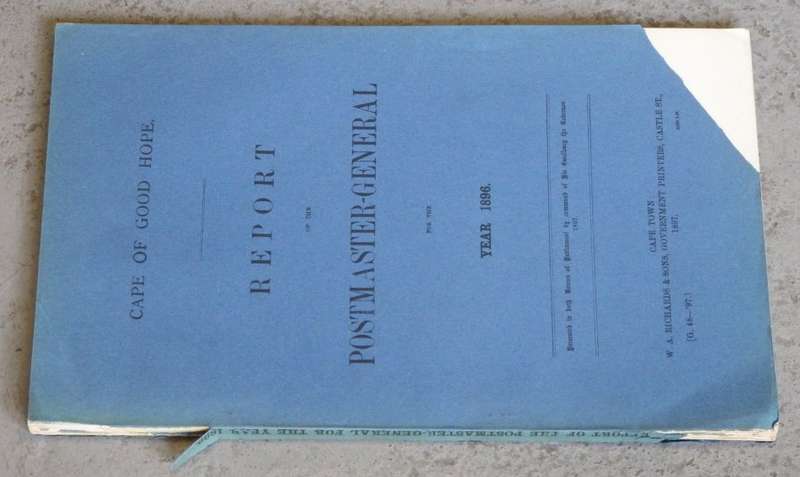 CAPE OF GOOD HOPE.
REPORT
OF THE
POSTMASTER-GENERAL
FOR THE
YEAR 1896.
Presented to both Houses of Parliament by command of His Excellency the Governor
1897.
CAPE TOWN
W. A. RICHARDS & SONS, GOVERNMENT PRINTERS, CASTLE ST.,
1897.
[G. 48—'97.]
REPORT OF THE POSTMASTER-GENERAL FOR THE YEAR 1896.